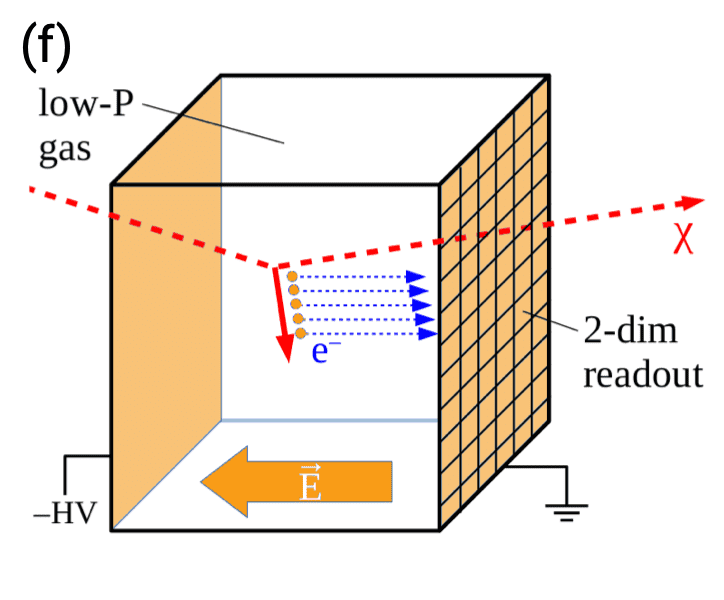 (f)
low-P
gas
χ
2-dim
readout
e⁻
E⃗
–HV